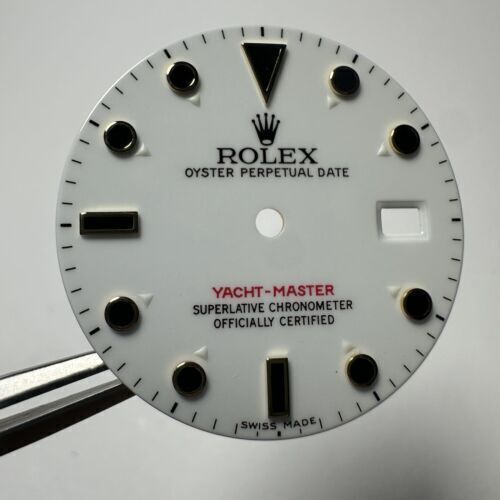 ROLEX
OYSTER PERPETUAL DATE
YACHT-MASTER
SUPERLATIVE CHRONOMETER
OFFICIALLY CERTIFIED
SWISS MADE